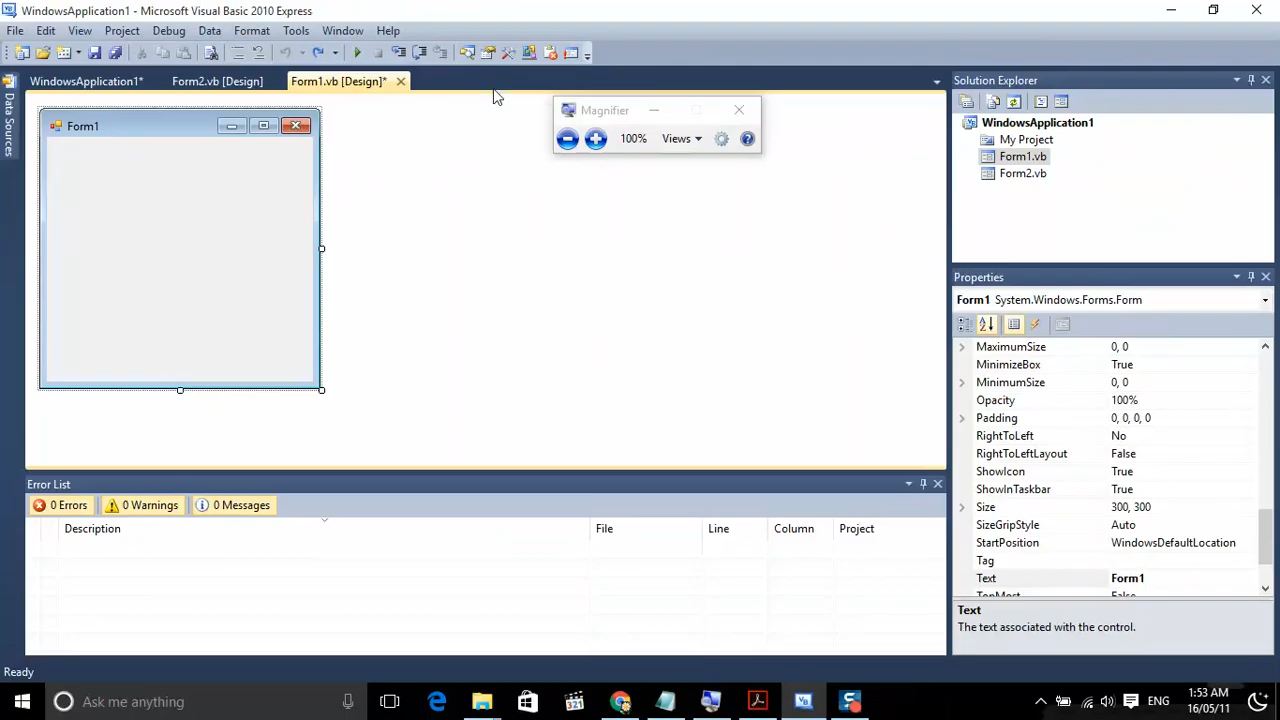 WindowsApplication1 - Microsoft Visual Basic 2010 Express
File Edit View Project Debug Data Format Tools Window Help
WindowsApplication1* Form2.vb [Design] Form1.vb [Design]*
Data Sources
Form1
Magnifier
100% Views
Solution Explorer
WindowsApplication1
My Project
Form1.vb
Form2.vb
Properties
Form1 System.Windows.Forms.Form
MaximumSize 0, 0
MinimizeBox True
MinimumSize 0, 0
Opacity 100%
Padding 0, 0, 0, 0
RightToLeft No
RightToLeftLayout False
ShowIcon True
ShowInTaskbar True
Size 300, 300
SizeGripStyle Auto
StartPosition WindowsDefaultLocation
Tag
Text Form1
TopMost False
Text
The text associated with the control.
Error List
0 Errors 0 Warnings 0 Messages
Description File Line Column Project
Ready
Ask me anything
321
ENG
1:53 AM
16/05/11